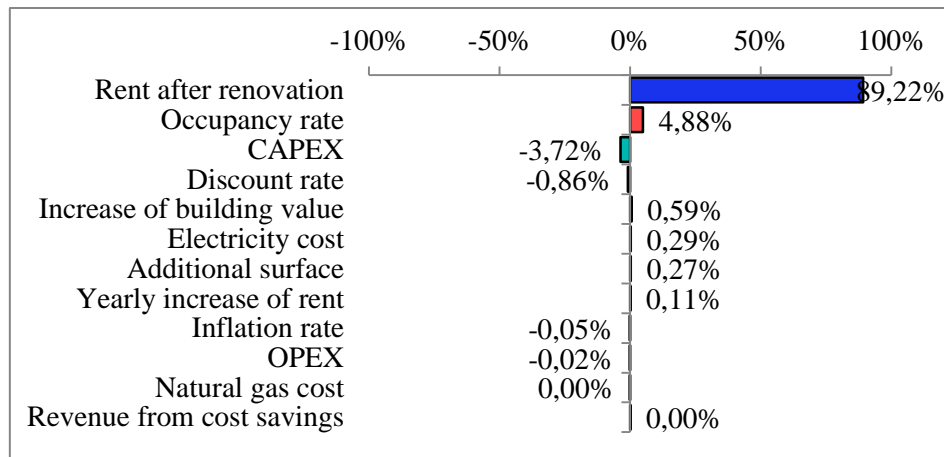 -100% -50% 0% 50% 100%
Rent after renovation 89,22%
Occupancy rate 4,88%
CAPEX -3,72%
Discount rate -0,86%
Increase of building value 0,59%
Electricity cost 0,29%
Additional surface 0,27%
Yearly increase of rent 0,11%
Inflation rate -0,05%
OPEX -0,02%
Natural gas cost 0,00%
Revenue from cost savings 0,00%